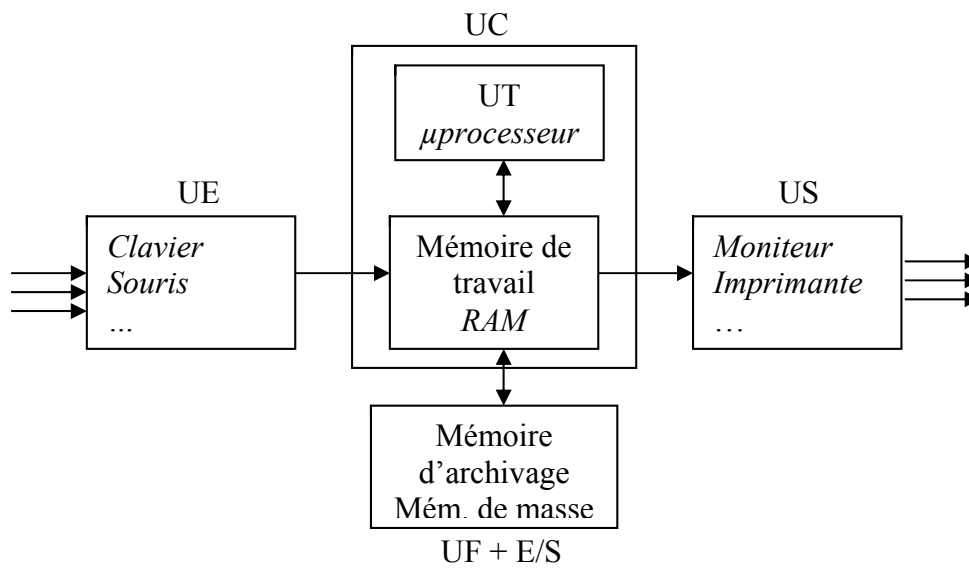 UC
UT
µprocesseur
UE
Clavier
Souris
...
Mémoire de
travail
RAM
US
Moniteur
Imprimante
…
Mémoire
d’archivage
Mém. de masse
UF + E/S